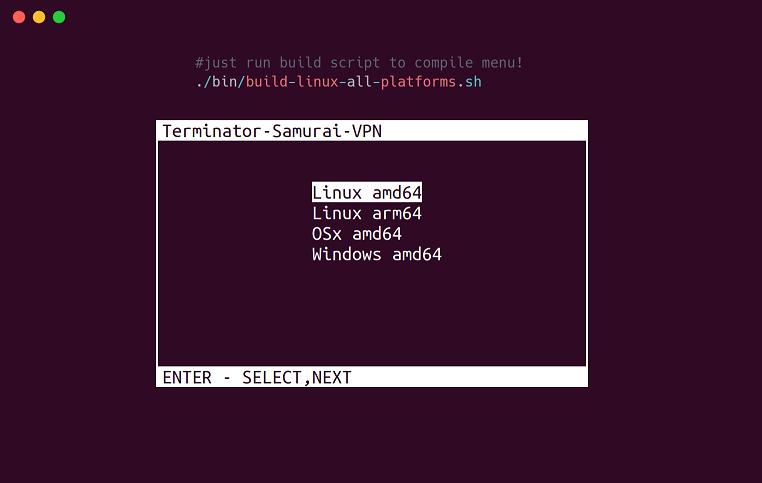 #just run build script to compile menu!
./bin/build-linux-all-platforms.sh
Terminator-Samurai-VPN
Linux amd64
Linux arm64
OSx amd64
Windows amd64
ENTER - SELECT,NEXT